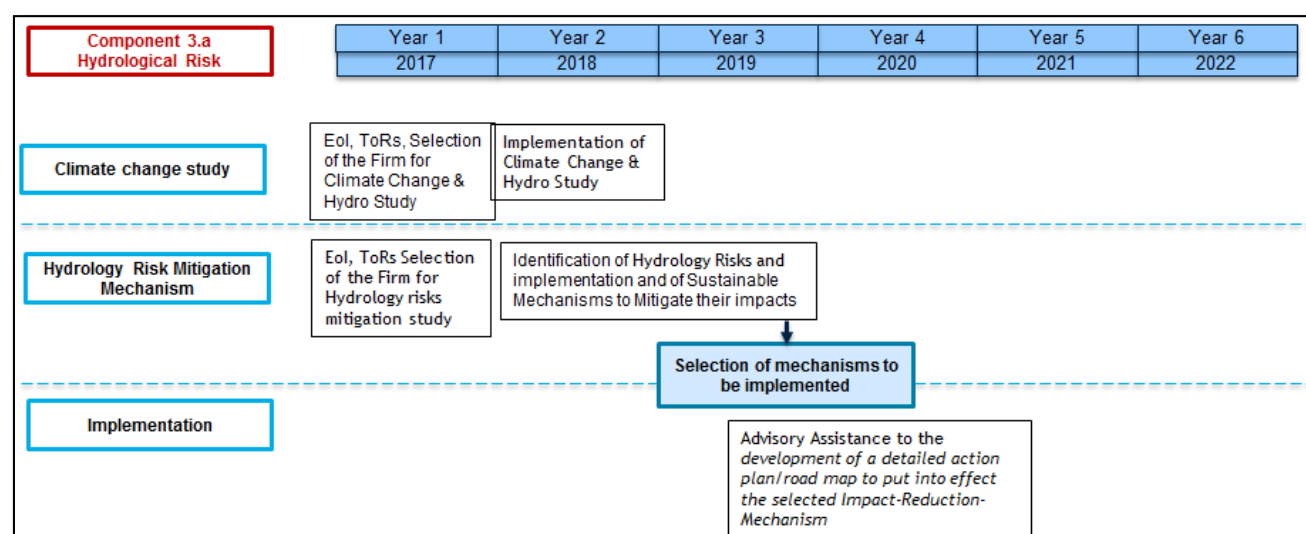 Component 3.a
Hydrological Risk
Year 1 Year 2 Year 3 Year 4 Year 5 Year 6
2017 2018 2019 2020 2021 2022
Climate change study
EoI, ToRs, Selection
of the Firm for
Climate Change &
Hydro Study
Implementation of
Climate Change &
Hydro Study
Hydrology Risk Mitigation
Mechanism
EoI, ToRs Selection
of the Firm for
Hydrology risks
mitigation study
Identification of Hydrology Risks and
implementation and of Sustainable
Mechanisms to Mitigate their impacts
Selection of mechanisms to
be implemented
Implementation
Advisory Assistance to the
development of a detailed action
plan/road map to put into effect
the selected Impact-Reduction-
Mechanism